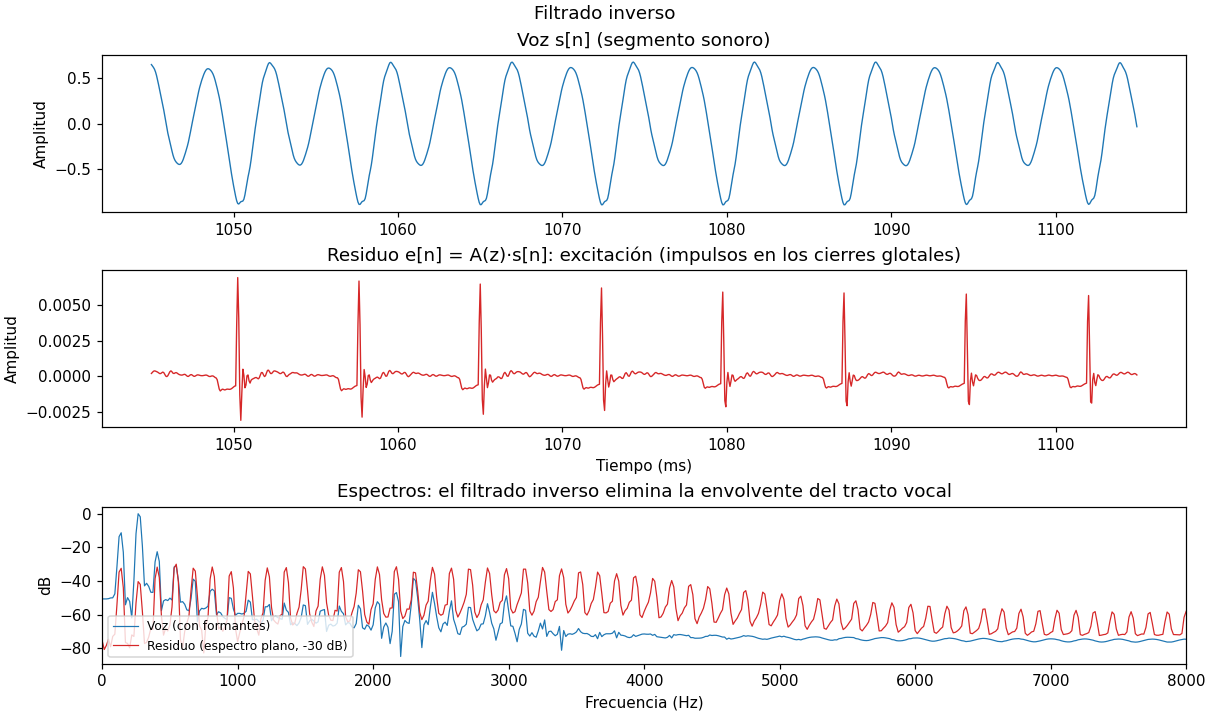 Filtrado inverso
Voz s[n] (segmento sonoro)
Amplitud
0.5
0.0
−0.5
1050 1060 1070 1080 1090 1100
Residuo e[n] = A(z)·s[n]: excitación (impulsos en los cierres glotales)
Amplitud
0.0050
0.0025
0.0000
−0.0025
1050 1060 1070 1080 1090 1100
Tiempo (ms)
Espectros: el filtrado inverso elimina la envolvente del tracto vocal
dB
0
−20
−40
−60
−80
Voz (con formantes)
Residuo (espectro plano, -30 dB)
0 1000 2000 3000 4000 5000 6000 7000 8000
Frecuencia (Hz)